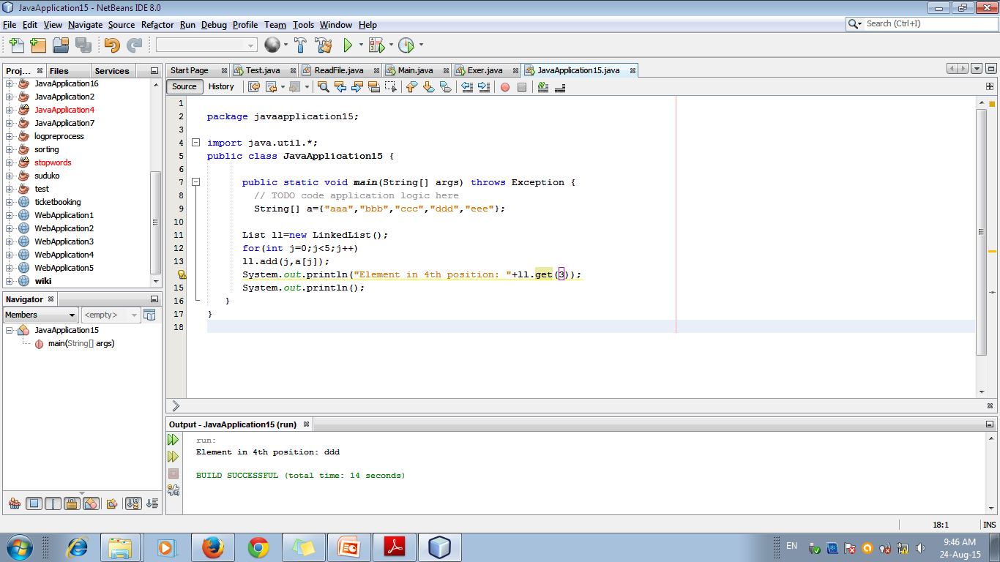 JavaApplication15 - NetBeans IDE 8.0
File Edit View Navigate Source Refactor Run Debug Profile Team Tools Window Help
Search (Ctrl+I)
Proj... Files Services
JavaApplication16
JavaApplication2
JavaApplication4
JavaApplication7
logpreprocess
sorting
stopwords
suduko
test
ticketbooking
WebApplication1
WebApplication2
WebApplication3
WebApplication4
WebApplication5
wiki
Navigator
Members <empty>
JavaApplication15
main(String[] args)
Start Page Test.java ReadFile.java Main.java Exer.java JavaApplication15.java
Source History
1
2 package javaapplication15;
3
4 import java.util.*;
5 public class JavaApplication15 {
6
7 public static void main(String[] args) throws Exception {
8 // TODO code application logic here
9 String[] a={"aaa","bbb","ccc","ddd","eee"};
10
11 List ll=new LinkedList();
12 for(int j=0;j<5;j++)
13 ll.add(j,a[j]);
System.out.println("Element in 4th position: "+ll.get(3));
15 System.out.println();
16 }
17 }
18
Output - JavaApplication15 (run)
run:
Element in 4th position: ddd
BUILD SUCCESSFUL (total time: 14 seconds)
18:1 INS
EN
9:46 AM
24-Aug-15